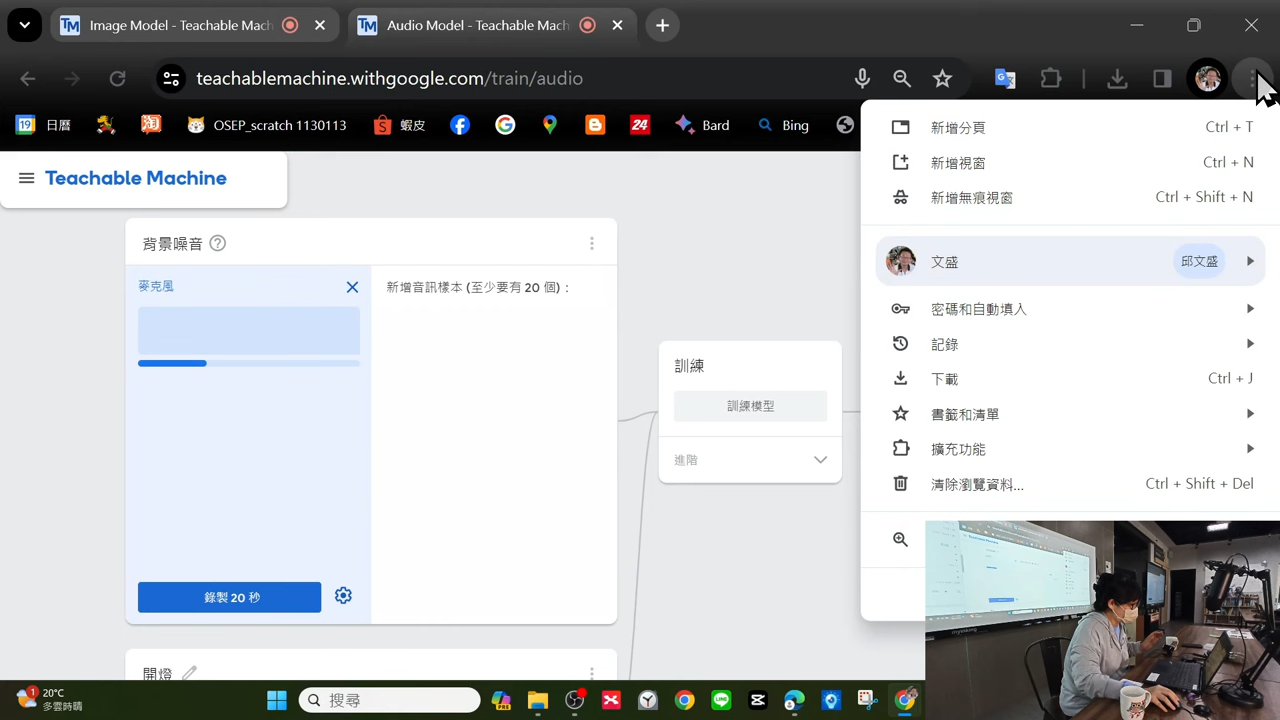 Image Model - Teachable Mach
Audio Model - Teachable Mach
teachablemachine.withgoogle.com/train/audio
19 日曆
淘
OSEP_scratch 1130113
蝦皮
24
Bard
Bing
新增分頁 Ctrl + T
新增視窗 Ctrl + N
新增無痕視窗 Ctrl + Shift + N
文盛 邱文盛
密碼和自動填入
記錄
下載 Ctrl + J
書籤和清單
擴充功能
清除瀏覽資料... Ctrl + Shift + Del
Teachable Machine
背景噪音
麥克風
新增音訊樣本 (至少要有 20 個)：
錄製 20 秒
訓練
訓練模型
進階
開燈
1
20°C
多雲時晴
搜尋